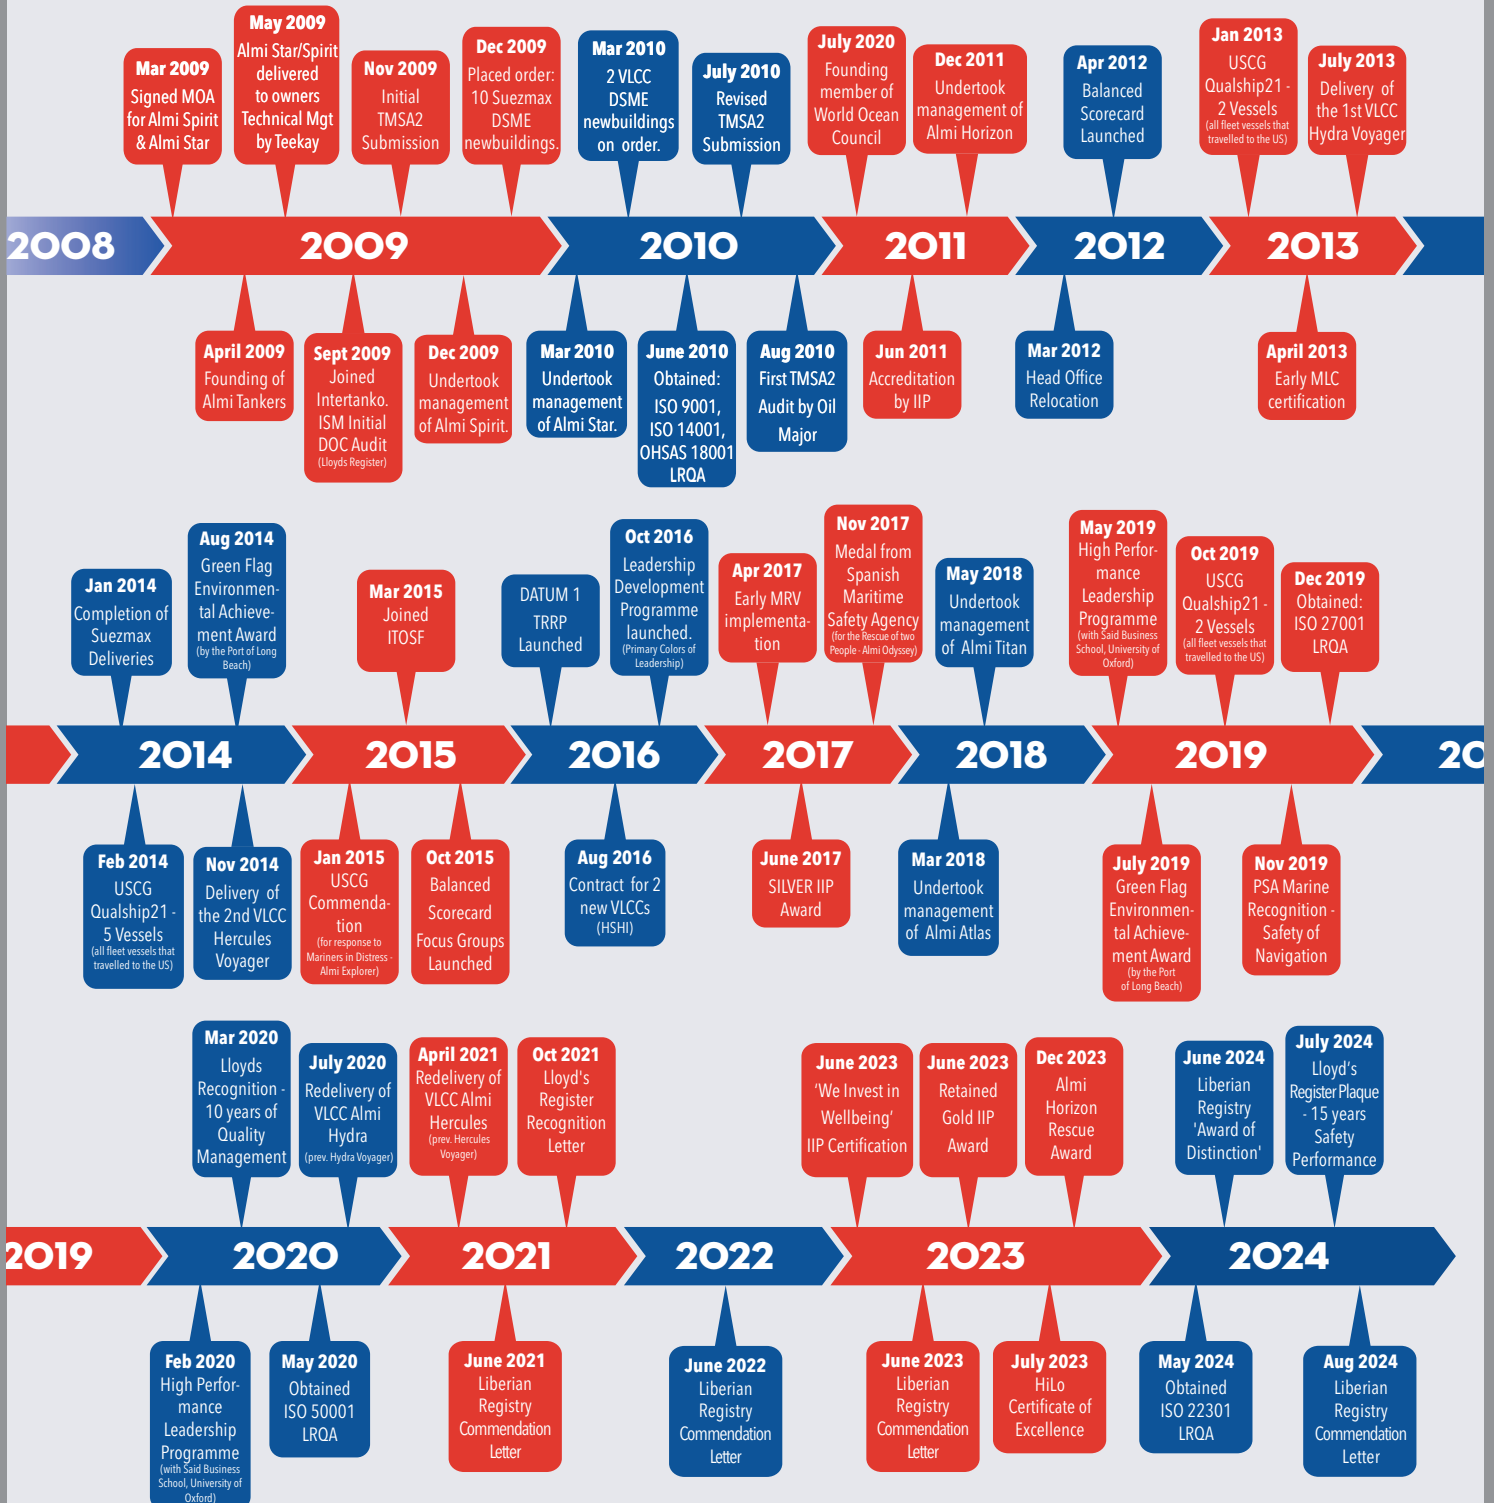 Mar 2009
Signed MOA
for Almi Spirit
& Almi Star
May 2009
Almi Star/Spirit
delivered
to owners
Technical Mgt
by Teekay
Nov 2009
Initial
TMSA2
Submission
Dec 2009
Placed order:
10 Suezmax
DSME
newbuildings.
Mar 2010
2 VLCC
DSME
newbuildings
on order.
July 2010
Revised
TMSA2
Submission
July 2020
Founding
member of
World Ocean
Council
Dec 2011
Undertook
management of
Almi Horizon
Apr 2012
Balanced
Scorecard
Launched
Jan 2013
USCG
Qualship21 -
2 Vessels
(all fleet vessels that
travelled to the US)
July 2013
Delivery of
the 1st VLCC
Hydra Voyager
2008
2009
2010
2011
2012
2013
April 2009
Founding of
Almi Tankers
Sept 2009
Joined
Intertanko.
ISM Initial
DOC Audit
(Lloyds Register)
Dec 2009
Undertook
management
of Almi Spirit.
Mar 2010
Undertook
management
of Almi Star.
June 2010
Obtained:
ISO 9001,
ISO 14001,
OHSAS 18001
LRQA
Aug 2010
First TMSA2
Audit by Oil
Major
Jun 2011
Accreditation
by IIP
Mar 2012
Head Office
Relocation
April 2013
Early MLC
certification
Jan 2014
Completion of
Suezmax
Deliveries
Aug 2014
Green Flag
Environmen-
tal Achieve-
ment Award
(by the Port of Long
Beach)
Mar 2015
Joined
ITOSF
DATUM 1
TRRP
Launched
Oct 2016
Leadership
Development
Programme
launched.
(Primary Colors of
Leadership)
Apr 2017
Early MRV
implementa-
tion
Nov 2017
Medal from
Spanish
Maritime
Safety Agency
(for the Rescue of two
People - Almi Odyssey)
May 2018
Undertook
management
of Almi Titan
May 2019
High Perfor-
mance
Leadership
Programme
(with Said Business
School, University of
Oxford)
Oct 2019
USCG
Qualship21 -
2 Vessels
(all fleet vessels that
travelled to the US)
Dec 2019
Obtained:
ISO 27001
LRQA
2014
2015
2016
2017
2018
2019
20
Feb 2014
USCG
Qualship21 -
5 Vessels
(all fleet vessels that
travelled to the US)
Nov 2014
Delivery of
the 2nd VLCC
Hercules
Voyager
Jan 2015
USCG
Commenda-
tion
(for response to
Mariners in Distress -
Almi Explorer)
Oct 2015
Balanced
Scorecard
Focus Groups
Launched
Aug 2016
Contract for 2
new VLCCs
(HSHI)
June 2017
SILVER IIP
Award
Mar 2018
Undertook
management
of Almi Atlas
July 2019
Green Flag
Environmen-
tal Achieve-
ment Award
(by the Port
of Long Beach)
Nov 2019
PSA Marine
Recognition -
Safety of
Navigation
Mar 2020
Lloyds
Recognition -
10 years of
Quality
Management
July 2020
Redelivery of
VLCC Almi
Hydra
(prev. Hydra Voyager)
April 2021
Redelivery of
VLCC Almi
Hercules
(prev. Hercules
Voyager)
Oct 2021
Lloyd's
Register
Recognition
Letter
June 2023
‘We Invest in
Wellbeing’
IIP Certification
June 2023
Retained
Gold IIP
Award
Dec 2023
Almi
Horizon
Rescue
Award
June 2024
Liberian
Registry
'Award of
Distinction'
July 2024
Lloyd’s
Register Plaque
- 15 years
Safety
Performance
2019
2020
2021
2022
2023
2024
Feb 2020
High Perfor-
mance
Leadership
Programme
(with Said Business
School, University of
Oxford)
May 2020
Obtained
ISO 50001
LRQA
June 2021
Liberian
Registry
Commendation
Letter
June 2022
Liberian
Registry
Commendation
Letter
June 2023
Liberian
Registry
Commendation
Letter
July 2023
HiLo
Certificate of
Excellence
May 2024
Obtained
ISO 22301
LRQA
Aug 2024
Liberian
Registry
Commendation
Letter